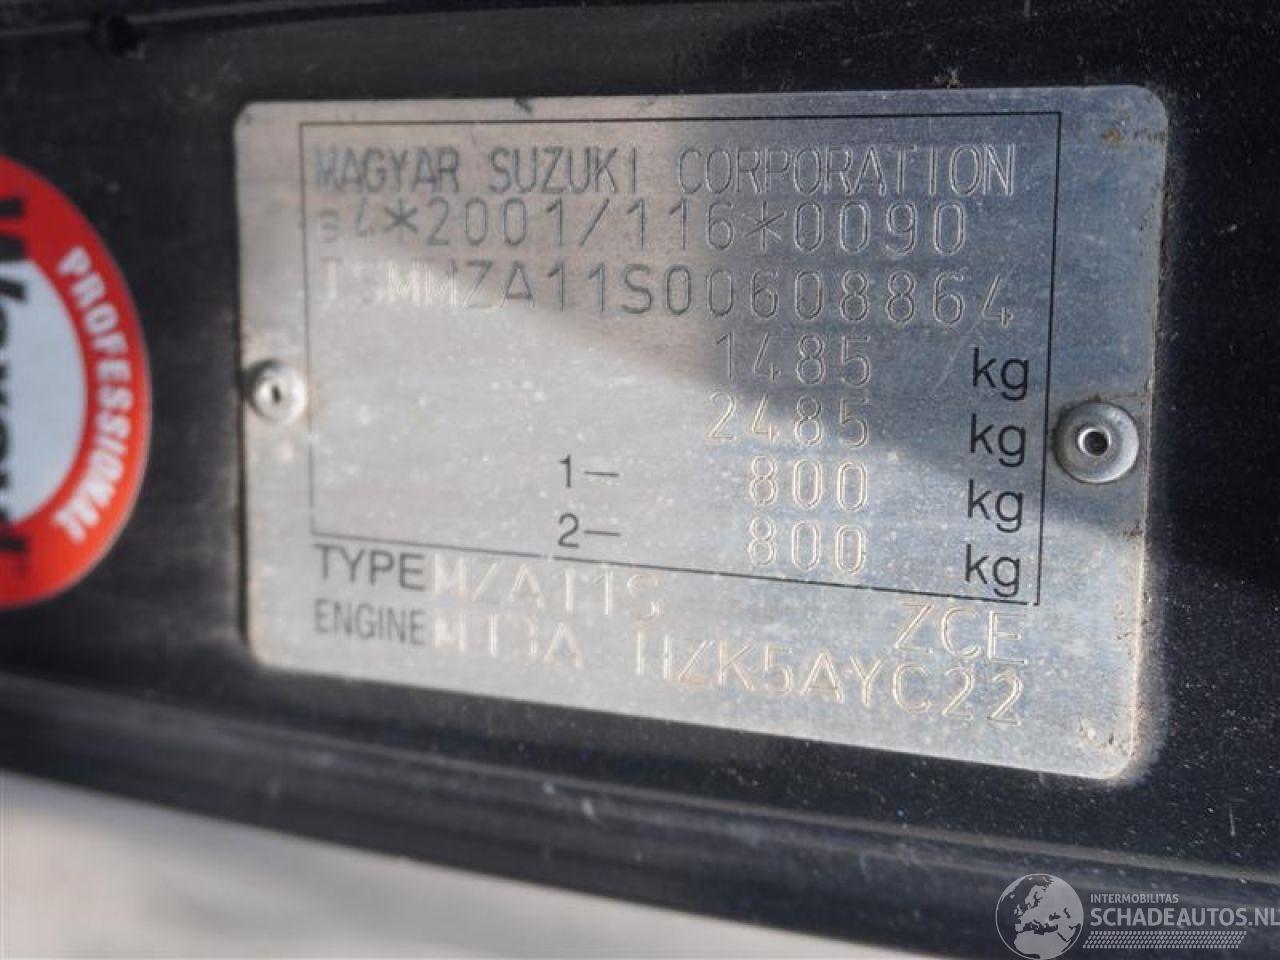 MAGYAR SUZUKI CORPORATION
e4*2001/116*0090
TSMMZA11S00608864
1485 kg
2485 kg
1- 800 kg
2- 800 kg
TYPE MZA11S ZCE
ENGINE M13A HZK5AYC22
PROFESSIONAL
INTERMOBILITAS
SCHADEAUTOS.NL